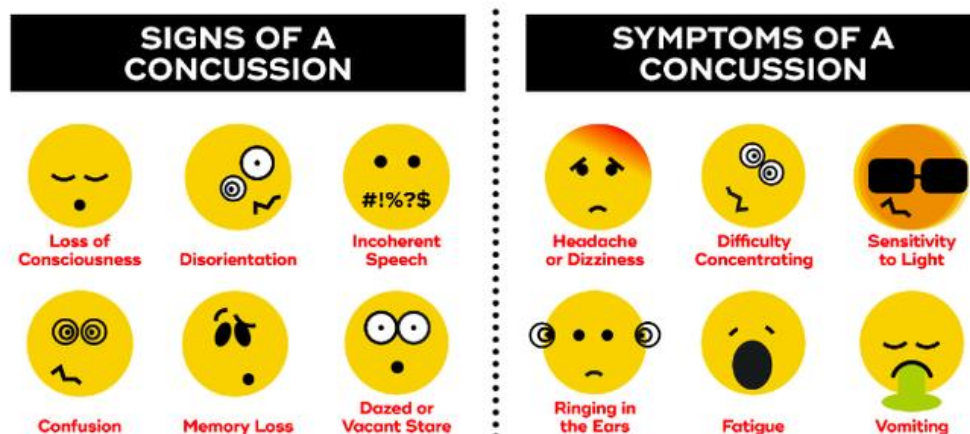 SIGNS OF A
CONCUSSION
#!%?$
Loss of
Consciousness
Disorientation
Incoherent
Speech
Confusion
Memory Loss
Dazed or
Vacant Stare
SYMPTOMS OF A
CONCUSSION
Headache
or Dizziness
Difficulty
Concentrating
Sensitivity
to Light
Ringing in
the Ears
Fatigue
Vomiting